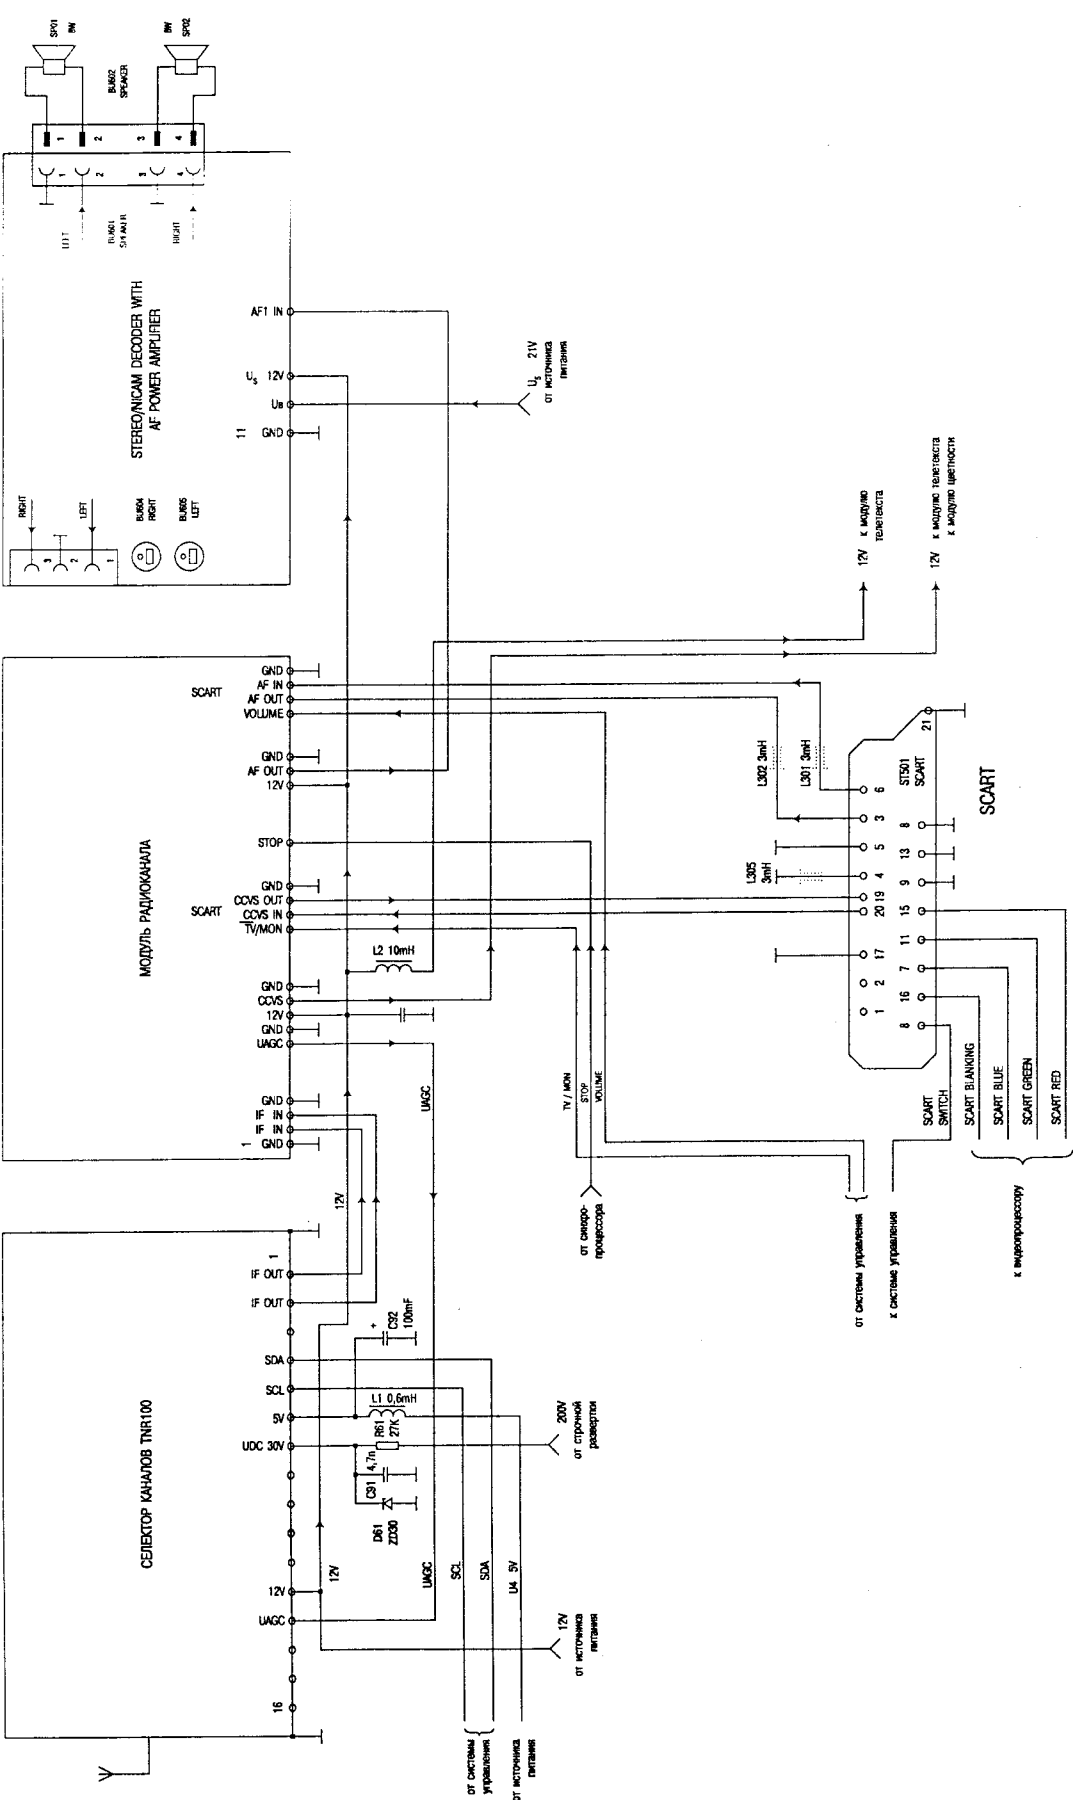 SP01
8W
8W
SP02
BU602
SPEAKER
1
2
3
4
1
2
3
4
LEFT
BU601
SPEAKER
RIGHT
STEREO/NICAM DECODER WITH
AF POWER AMPLIFIER
AF1 IN
U_S 12V
U_B
11 GND
RIGHT
LEFT
3
2
1
BU604
RIGHT
BU605
LEFT
U_S 21V
от источника
питания
МОДУЛЬ РАДИОКАНАЛА
SCART
GND
AF IN
AF OUT
VOLUME
GND
AF OUT
12V
STOP
GND
SCART
CCVS OUT
CCVS IN
TV/MON
GND
CCVS
12V
GND
UAGC
GND
IF IN
IF IN
1 GND
L2 10mH
UAGC
12V
12V к модулю
телетекста
12V к модулю телетекста
к модулю цветности
L302 3mH
L301 3mH
L305
3mH
ST501
SCART
SCART
21
6
3
5
4
19
20
17
2
1
8
13
9
15
11
7
16
8
SCART
SWITCH
SCART BLANKING
SCART BLUE
SCART GREEN
SCART RED
к видеопроцессору
TV / MON
STOP
VOLUME
от синхро-
процессора
от системы управления
к системе управления
СЕЛЕКТОР КАНАЛОВ TNR100
1
IF OUT
IF OUT
SDA
SCL
5V
UDC 30V
12V
UAGC
16
+
C92
100mF
L1 0,6mH
R61
27K
C91 4,7n
D61
ZD30
200V
от строчной
развертки
12V
UAGC
SCL
SDA
U4 5V
12V
от источника
питания
от системы
управления
от источника
питания